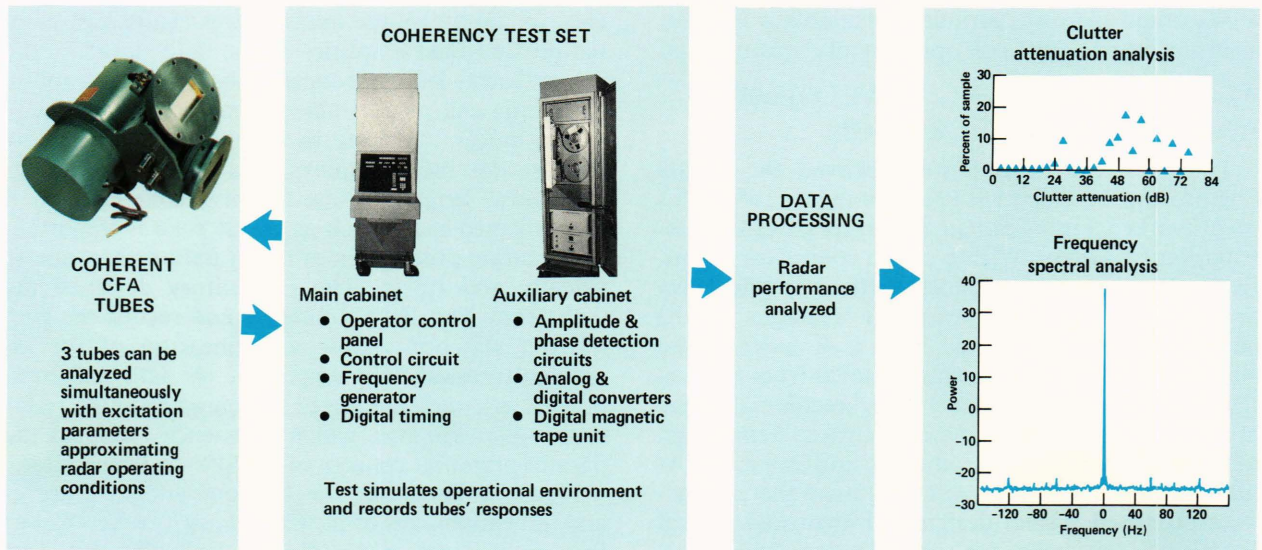 COHERENT
CFA
TUBES
3 tubes can be
analyzed
simultaneously
with excitation
parameters
approximating
radar operating
conditions
COHERENCY TEST SET
Main cabinet
● Operator control
panel
● Control circuit
● Frequency
generator
● Digital timing
Auxiliary cabinet
● Amplitude &
phase detection
circuits
● Analog &
digital converters
● Digital magnetic
tape unit
Test simulates operational environment
and records tubes' responses
DATA
PROCESSING
Radar
performance
analyzed
Clutter
attenuation analysis
Percent of sample
30
20
10
0
0 12 24 36 48 60 72 84
Clutter attenuation (dB)
Frequency
spectral analysis
Power
40
30
20
10
0
-10
-20
-30
-120 -80 -40 0 40 80 120
Frequency (Hz)